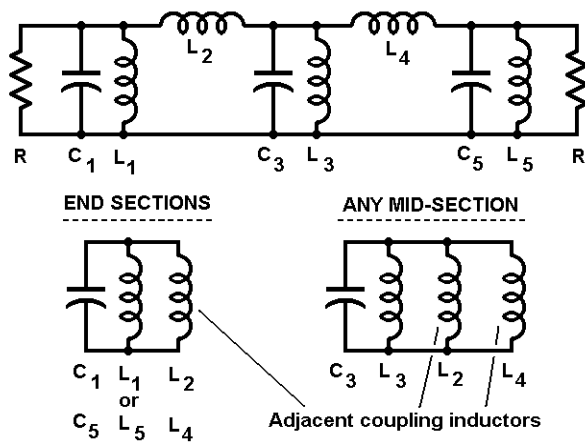 L2 L4
R C1 L1 C3 L3 C5 L5 R
END SECTIONS ANY MID-SECTION
C1 L1 L2 C3 L3 L2 L4
or
C5 L5 L4 Adjacent coupling inductors